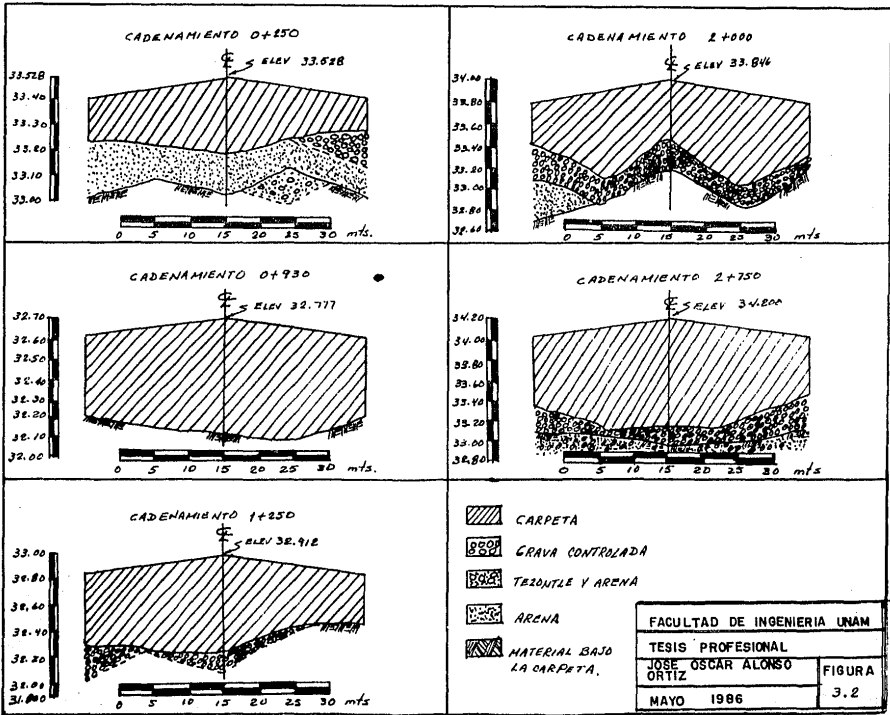 CADENAMIENTO 0+250
℄
ELEV 33.528
33.528
33.40
33.30
33.20
33.10
33.00
0 5 10 15 20 25 30 mts.
CADENAMIENTO 2+000
℄
ELEV 33.846
34.00
33.80
33.60
33.40
33.20
33.00
32.80
32.60
0 5 10 15 20 25 30 mts
CADENAMIENTO 0+930
℄
ELEV 32.777
32.70
32.60
32.50
32.40
32.30
32.20
32.10
32.00
0 5 10 15 20 25 30 mts.
CADENAMIENTO 2+750
℄
ELEV 34.200
34.20
34.00
33.80
33.60
33.40
33.20
33.00
32.80
0 5 10 15 20 25 30 mts.
CADENAMIENTO 1+250
℄
ELEV 32.912
33.00
32.80
32.60
32.40
32.20
32.00
31.800
0 5 10 15 20 25 30 mts
CARPETA
GRAVA CONTROLADA
TEZONTLE Y ARENA
ARENA
MATERIAL BAJO
LA CARPETA.
FACULTAD DE INGENIERIA UNAM
TESIS PROFESIONAL
JOSE OSCAR ALONSO
ORTIZ
MAYO 1986
FIGURA
3.2